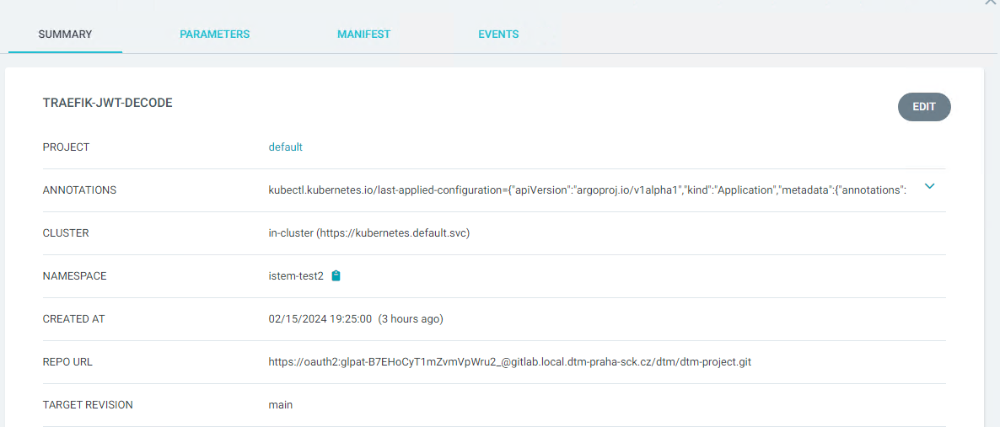 SUMMARY PARAMETERS MANIFEST EVENTS
TRAEFIK-JWT-DECODE EDIT
PROJECT default
ANNOTATIONS kubectl.kubernetes.io/last-applied-configuration={"apiVersion":"argoproj.io/v1alpha1","kind":"Application","metadata":{"annotations":
CLUSTER in-cluster (https://kubernetes.default.svc)
NAMESPACE istem-test2
CREATED AT 02/15/2024 19:25:00 (3 hours ago)
REPO URL https://oauth2:glpat-B7EHoCyT1mZvmVpWru2_@gitlab.local.dtm-praha-sck.cz/dtm/dtm-project.git
TARGET REVISION main